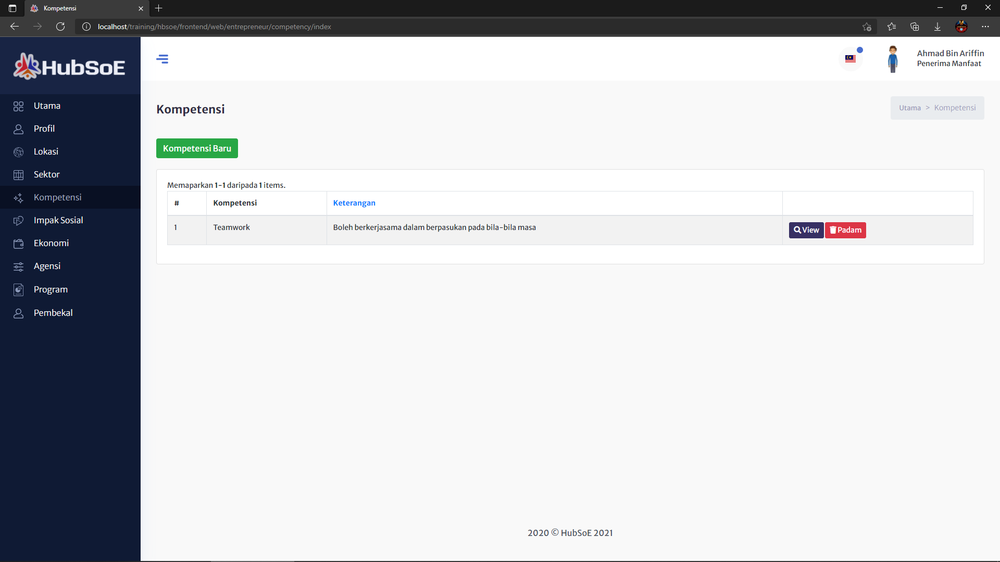 Kompetensi
localhost/training/hbsoe/frontend/web/entrepreneur/competency/index
HubSoE
Ahmad Bin Ariffin
Penerima Manfaat
Utama
Profil
Lokasi
Sektor
Kompetensi
Impak Sosial
Ekonomi
Agensi
Program
Pembekal
Kompetensi
Utama > Kompetensi
Kompetensi Baru
Memaparkan 1-1 daripada 1 items.
# Kompetensi Keterangan
1 Teamwork Boleh berkerjasama dalam berpasukan pada bila-bila masa View Padam
2020 © HubSoE 2021